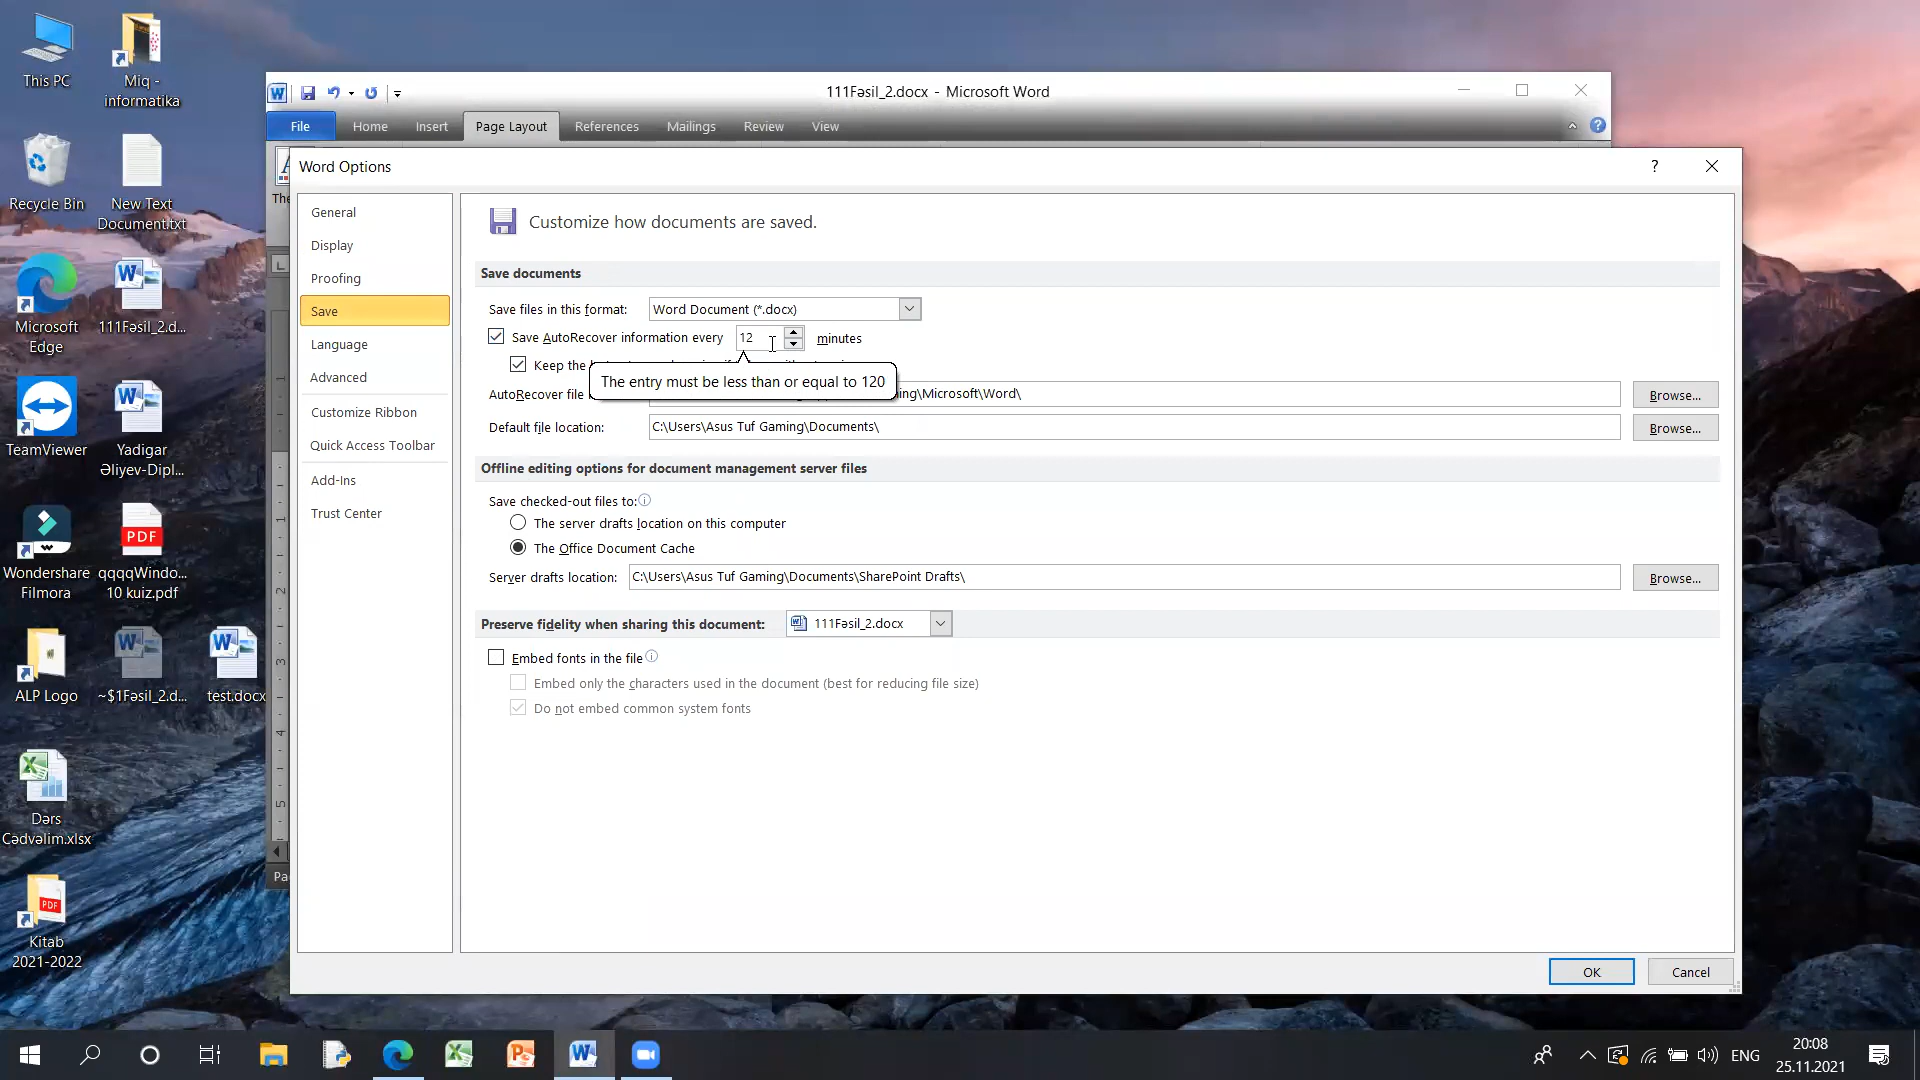 This PC
Miq -
informatika
Recycle Bin
New Text
Document.txt
Microsoft
Edge
111Fəsil_2.d...
TeamViewer
Yadigar
Əliyev-Dipl...
Wondershare
Filmora
PDF
qqqqWindo...
10 kuiz.pdf
ALP Logo
~$1Fəsil_2.d...
test.docx
Dərs
Cədvəlim.xlsx
PDF
Kitab
2021-2022
111Fəsil_2.docx - Microsoft Word
File
Home
Insert
Page Layout
References
Mailings
Review
View
Word Options
General
Display
Proofing
Save
Language
Advanced
Customize Ribbon
Quick Access Toolbar
Add-Ins
Trust Center
Customize how documents are saved.
Save documents
Save files in this format: Word Document (*.docx)
Save AutoRecover information every 12 minutes
Keep the
The entry must be less than or equal to 120
AutoRecover file ning\Microsoft\Word\ Browse...
Default file location: C:\Users\Asus Tuf Gaming\Documents\ Browse...
Offline editing options for document management server files
Save checked-out files to:
The server drafts location on this computer
The Office Document Cache
Server drafts location: C:\Users\Asus Tuf Gaming\Documents\SharePoint Drafts\ Browse...
Preserve fidelity when sharing this document: 111Fəsil_2.docx
Embed fonts in the file
Embed only the characters used in the document (best for reducing file size)
Do not embed common system fonts
OK
Cancel
ENG
20:08
25.11.2021